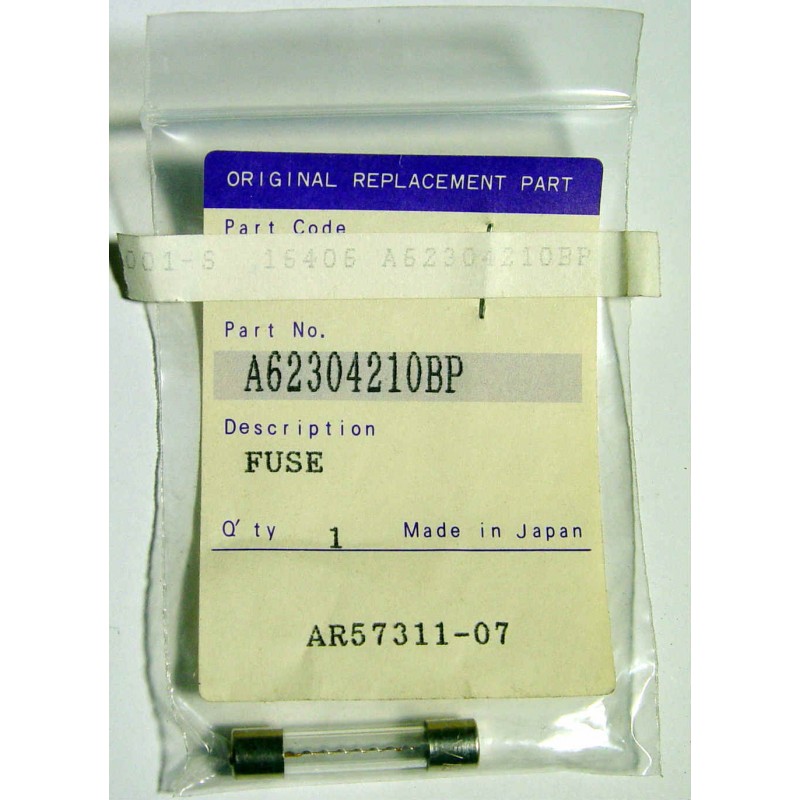 ORIGINAL REPLACEMENT PART
Part Code
001-S 16406 A62304210BP
Part No.
A62304210BP
Description
FUSE
Q'ty 1 Made in Japan
AR57311-07